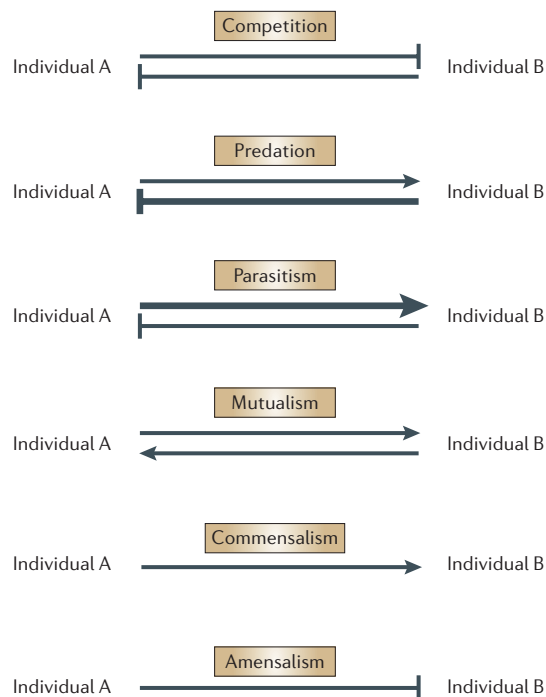 Competition
Individual A Individual B
Predation
Individual A Individual B
Parasitism
Individual A Individual B
Mutualism
Individual A Individual B
Commensalism
Individual A Individual B
Amensalism
Individual A Individual B